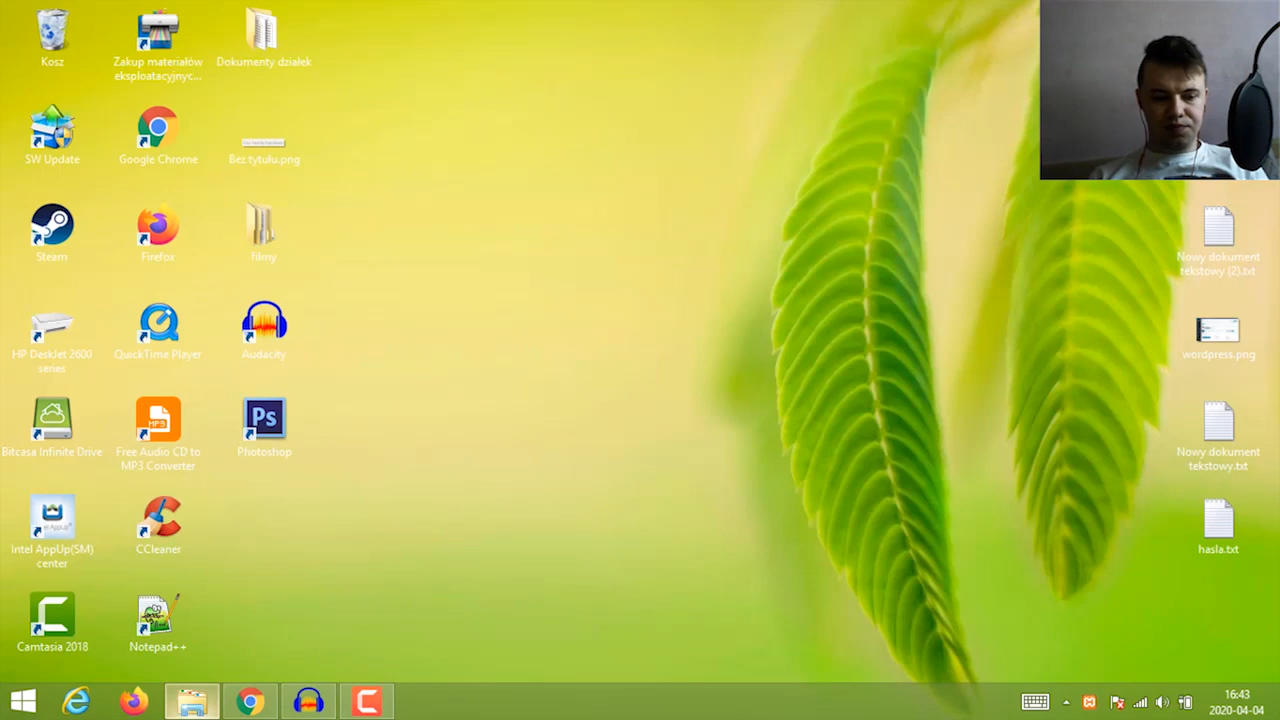 Kosz
Zakup materiałów
eksploatacyjnyc...
Dokumenty działek
SW Update
Google Chrome
Bez tytułu.png
Steam
Firefox
filmy
Nowy dokument
tekstowy (2).txt
HP DeskJet 2600
series
QuickTime Player
Audacity
wordpress.png
Bitcasa Infinite Drive
MP3
Free Audio CD to
MP3 Converter
Ps
Photoshop
Nowy dokument
tekstowy.txt
Intel AppUp(SM)
center
CCleaner
hasla.txt
Camtasia 2018
Notepad++
16:43
2020-04-04